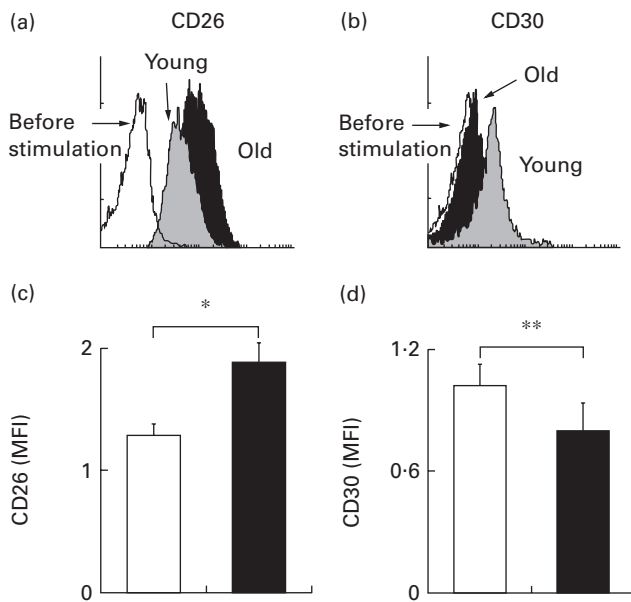 (a)
CD26
Young
Before
stimulation
Old
(b)
CD30
Old
Before
stimulation
Young
(c)
*
2
1
0
CD26 (MFI)
(d)
**
1·2
0·6
0
CD30 (MFI)